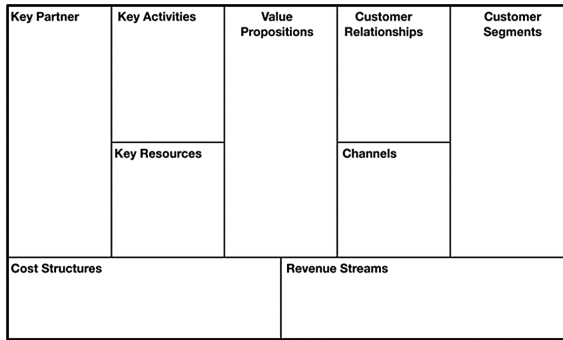 Key Partner
Key Activities
Value
Propositions
Customer
Relationships
Customer
Segments
Key Resources
Channels
Cost Structures
Revenue Streams